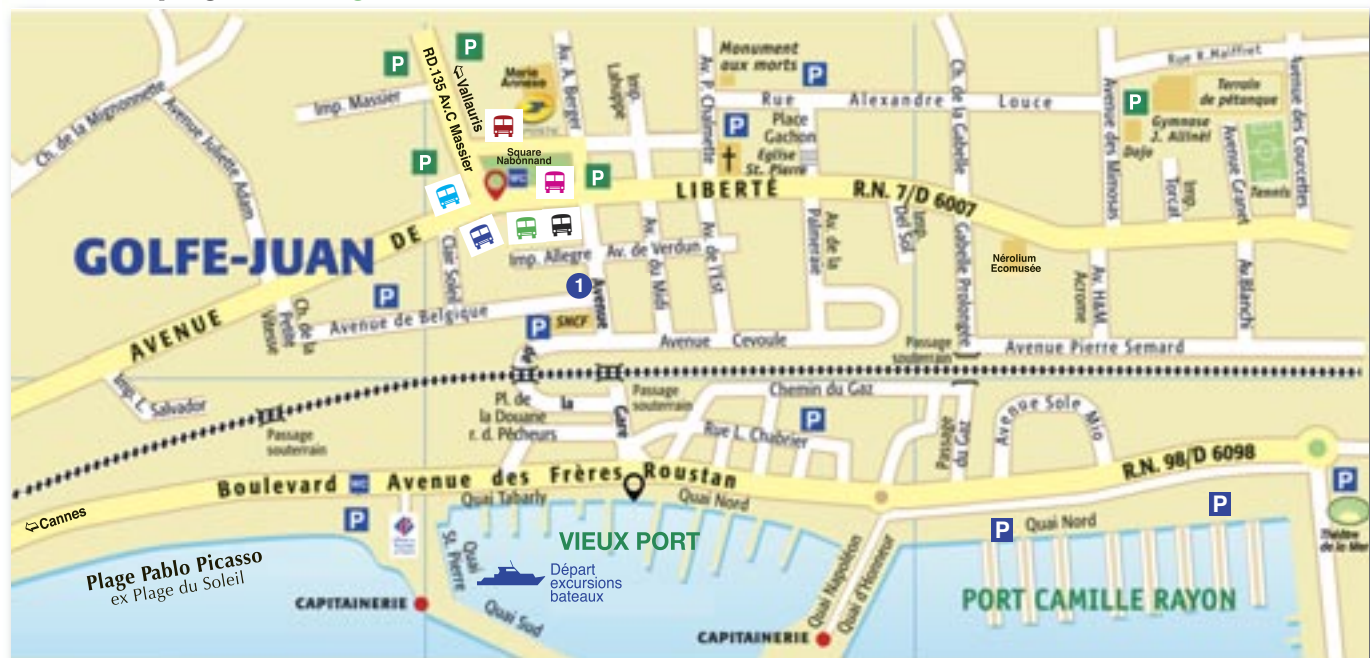 P
P
RD.135 Av.C Massier
Vallauris
Imp. Massier
Ch. de la Mignonnette
Avenue Juliette Adam
Mairie
Annexe
Av. A. Berger
Imp.
Lahuppe
Av. P. Chalmette
Monument
aux morts
P
Rue Alexandre Louce
Ch. de la Gabelle
Avenue des Mimosas
Rue R. Malffret
Avenue des Courcettes
P
Terrain
de pétanque
Gymnase
J. Allinéï
Dojo
Avenue Granet
Tennis
Imp.
Torcat
P
Place
Gachon
Eglise
St. Pierre
P
Square
Nabonnand
WC
P
AVENUE DE LIBERTÉ
R.N. 7/D 6007
GOLFE-JUAN
Clair Soleil
Imp. Allegre
Av. de Verdun
Av. du Midi
Av. de l'Est
Av. de la
Palmeraie
Imp.
Del Sol
Gabelle Prolongée
Nérolium
Ecomusée
Av. H&M.
Acrome
Av. Bianchi
P
1
Ch. de la
Petite
Vitesse
Avenue de Belgique
P
SNCF
Avenue de la Gare
Avenue Cevoule
Passage
souterrain
Avenue Pierre Semard
Imp. L. Salvador
Passage
souterrain
Pl. de
la Douane
r. d. Pêcheurs
Passage
souterrain
Chemin du Gaz
P
Rue L. Chabrier
Passage
du Gaz
Avenue Sole Mio
R.N. 98/D 6098
Boulevard
WC
Avenue des Frères Roustan
Cannes
P
Quai Tabarly
Quai Nord
Quai St. Pierre
VIEUX PORT
Départ
excursions
bateaux
Plage Pablo Picasso
ex Plage du Soleil
CAPITAINERIE
Quai Sud
CAPITAINERIE
Quai Napoléon
Quai d'Honneur
P
Quai Nord
P
P
Théâtre
de la Mer
PORT CAMILLE RAYON